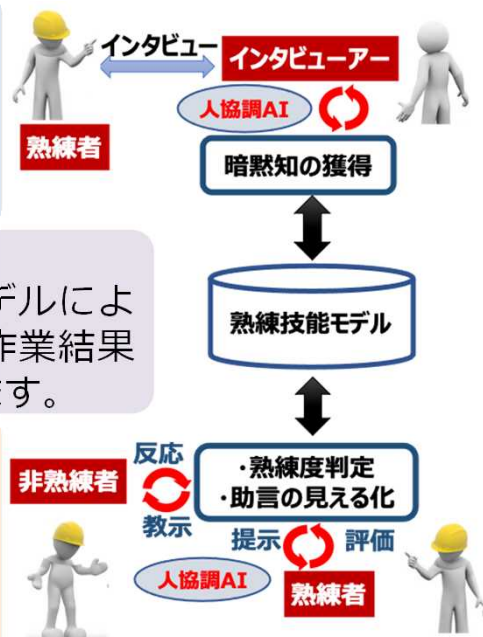 インタビュー
インタビューアー
人協調AI
熟練者
暗黙知の獲得
デルによ
作業結果
ます。
熟練技能モデル
反応
非熟練者
教示
・熟練度判定
・助言の見える化
提示
評価
人協調AI
熟練者